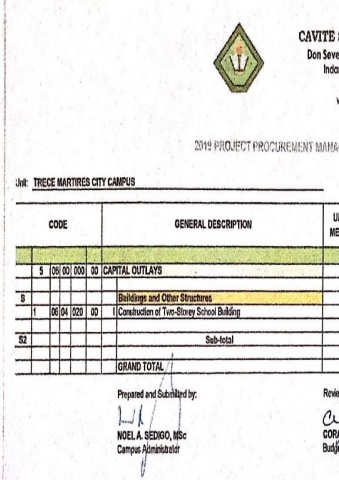 CAVITE S
Don Seve
Inda
2019 PROJECT PROCUREMENT MANA
Unit: TRECE MARTIRES CITY CAMPUS
CODE GENERAL DESCRIPTION
5 06 00 000 00 CAPITAL OUTLAYS
S Buildings and Other Structures
1 06 04 020 00 1 Construction of Two-Storey School Building
S2 Sub-total
GRAND TOTAL
Prepared and Submitted by: Revie
NOEL A. SEDIGO, MSc CORA
Campus Administrator Budge